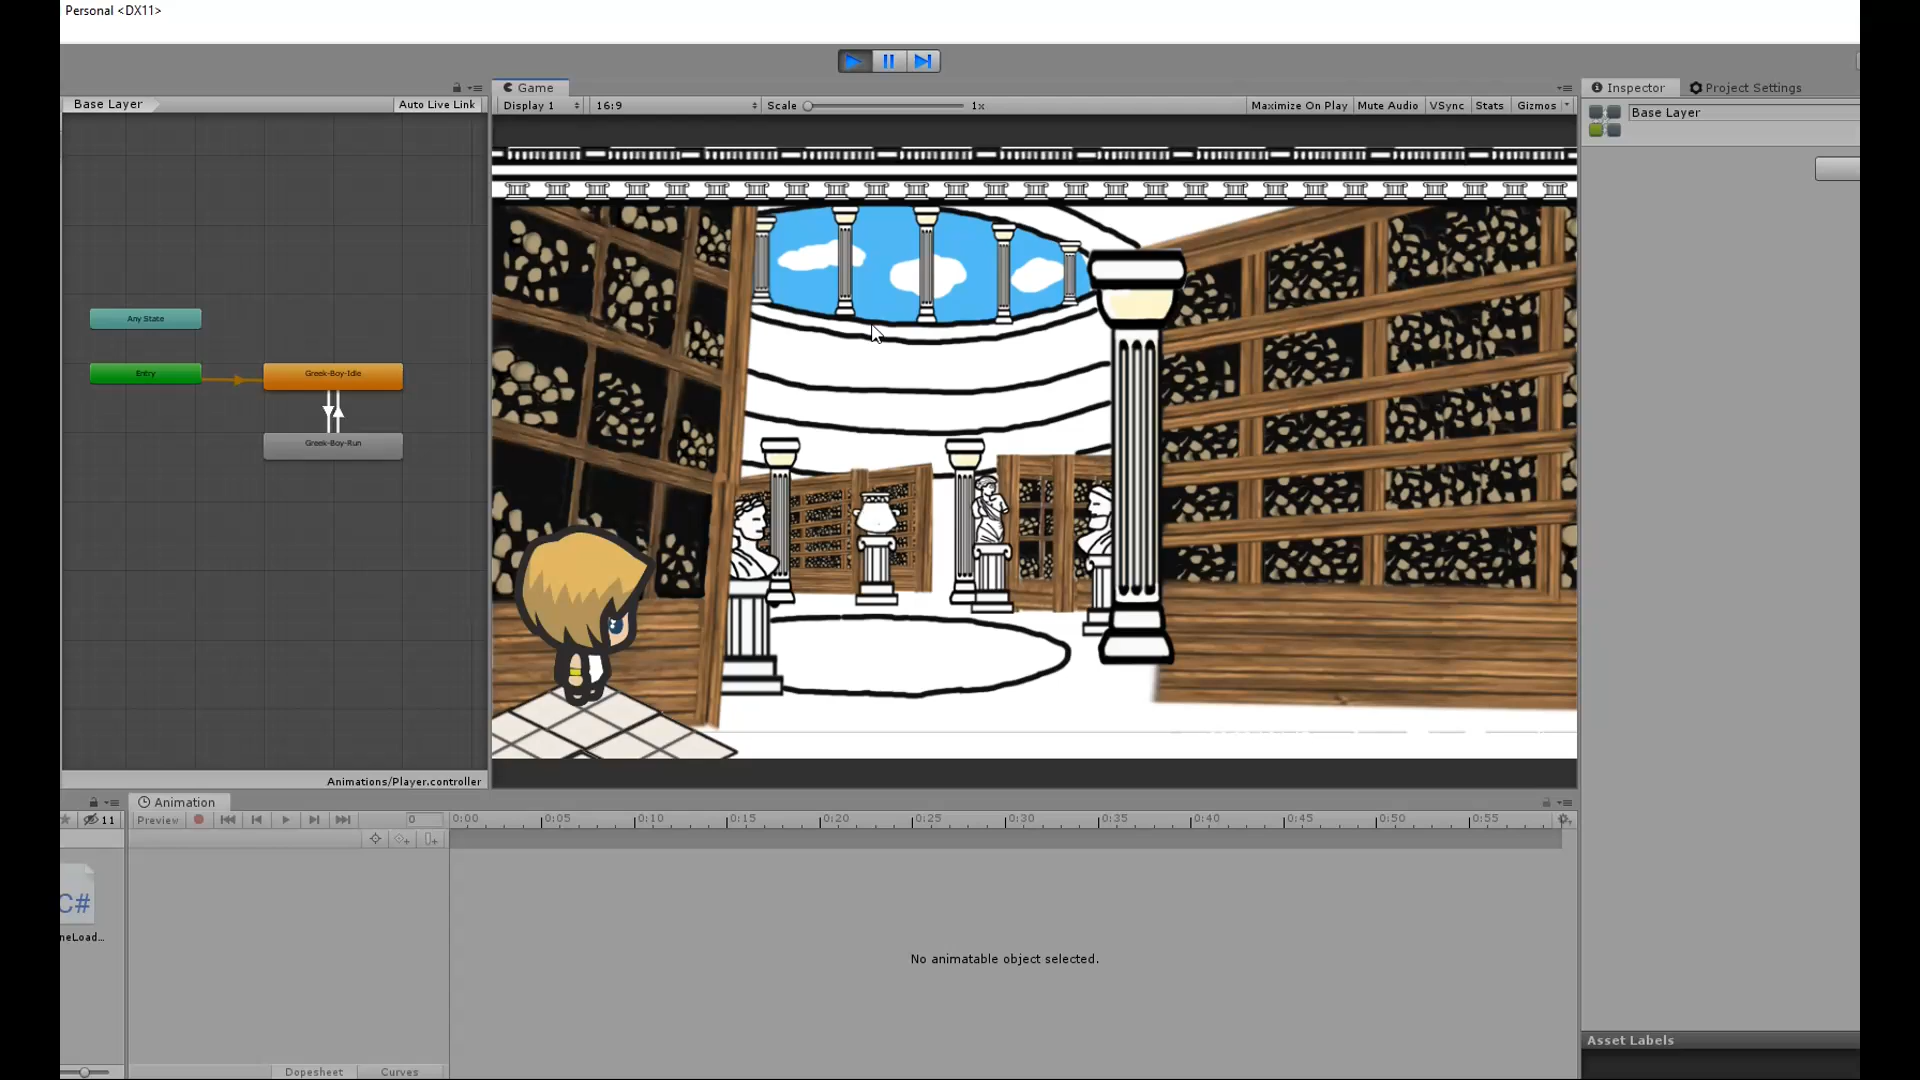 Personal <DX11>
Game
Inspector
Project Settings
Base Layer
Auto Live Link
Display 1
16:9
Scale
1x
Maximize On Play
Mute Audio
VSync
Stats
Gizmos
Base Layer
Any State
Entry
Greek-Boy-Idle
Greek-Boy-Run
Animations/Player.controller
Animation
11
Preview
0
0:00
0:05
0:10
0:15
0:20
0:25
0:30
0:35
0:40
0:45
0:50
0:55
C#
neLoad...
No animatable object selected.
Asset Labels
Dopesheet
Curves